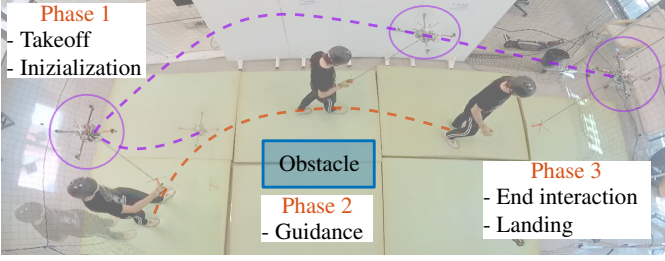 Phase 1
- Takeoff
- Inizialization
Obstacle
Phase 2
- Guidance
Phase 3
- End interaction
- Landing